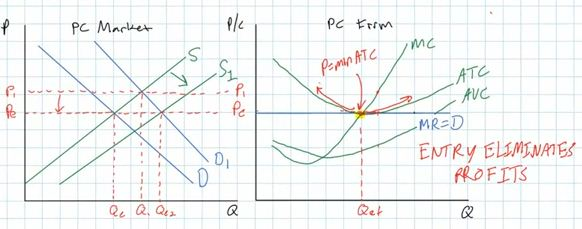 P
PC Market
S
S1
P1
Pe
D1
D
Qe
Q1
Qe2
Q
P/c
PC Firm
P=minATC
MC
ATC
AVC
P1
Pe
MR=D
ENTRY ELIMINATES
PROFITS
Q